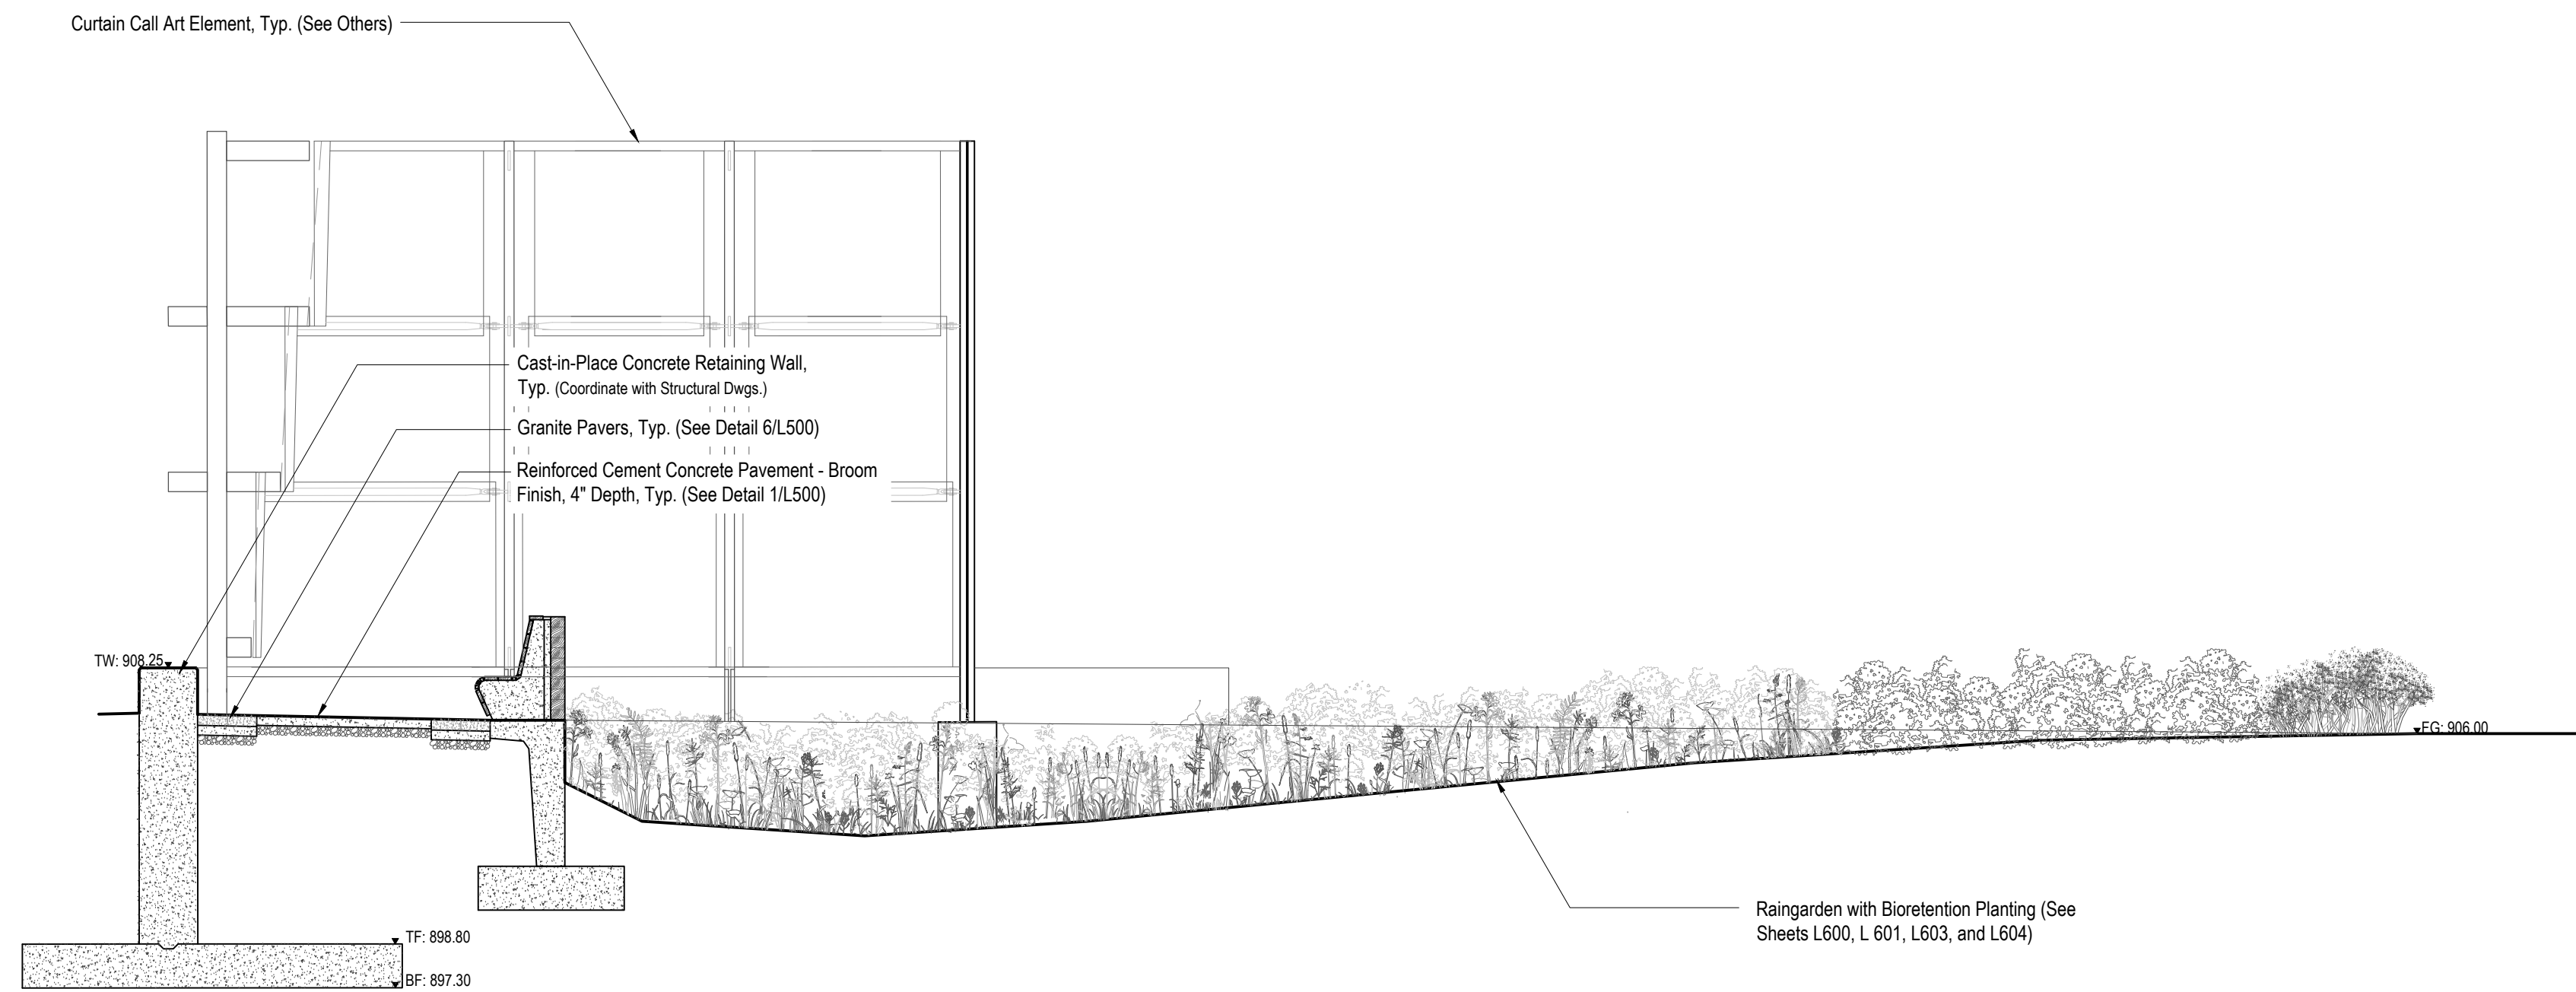 Curtain Call Art Element, Typ. (See Others)
Cast-in-Place Concrete Retaining Wall,
Typ. (Coordinate with Structural Dwgs.)
Granite Pavers, Typ. (See Detail 6/L500)
Reinforced Cement Concrete Pavement - Broom
Finish, 4" Depth, Typ. (See Detail 1/L500)
TW: 908.25
FG: 906.00
Raingarden with Bioretention Planting (See
Sheets L600, L 601, L603, and L604)
TF: 898.80
BF: 897.30